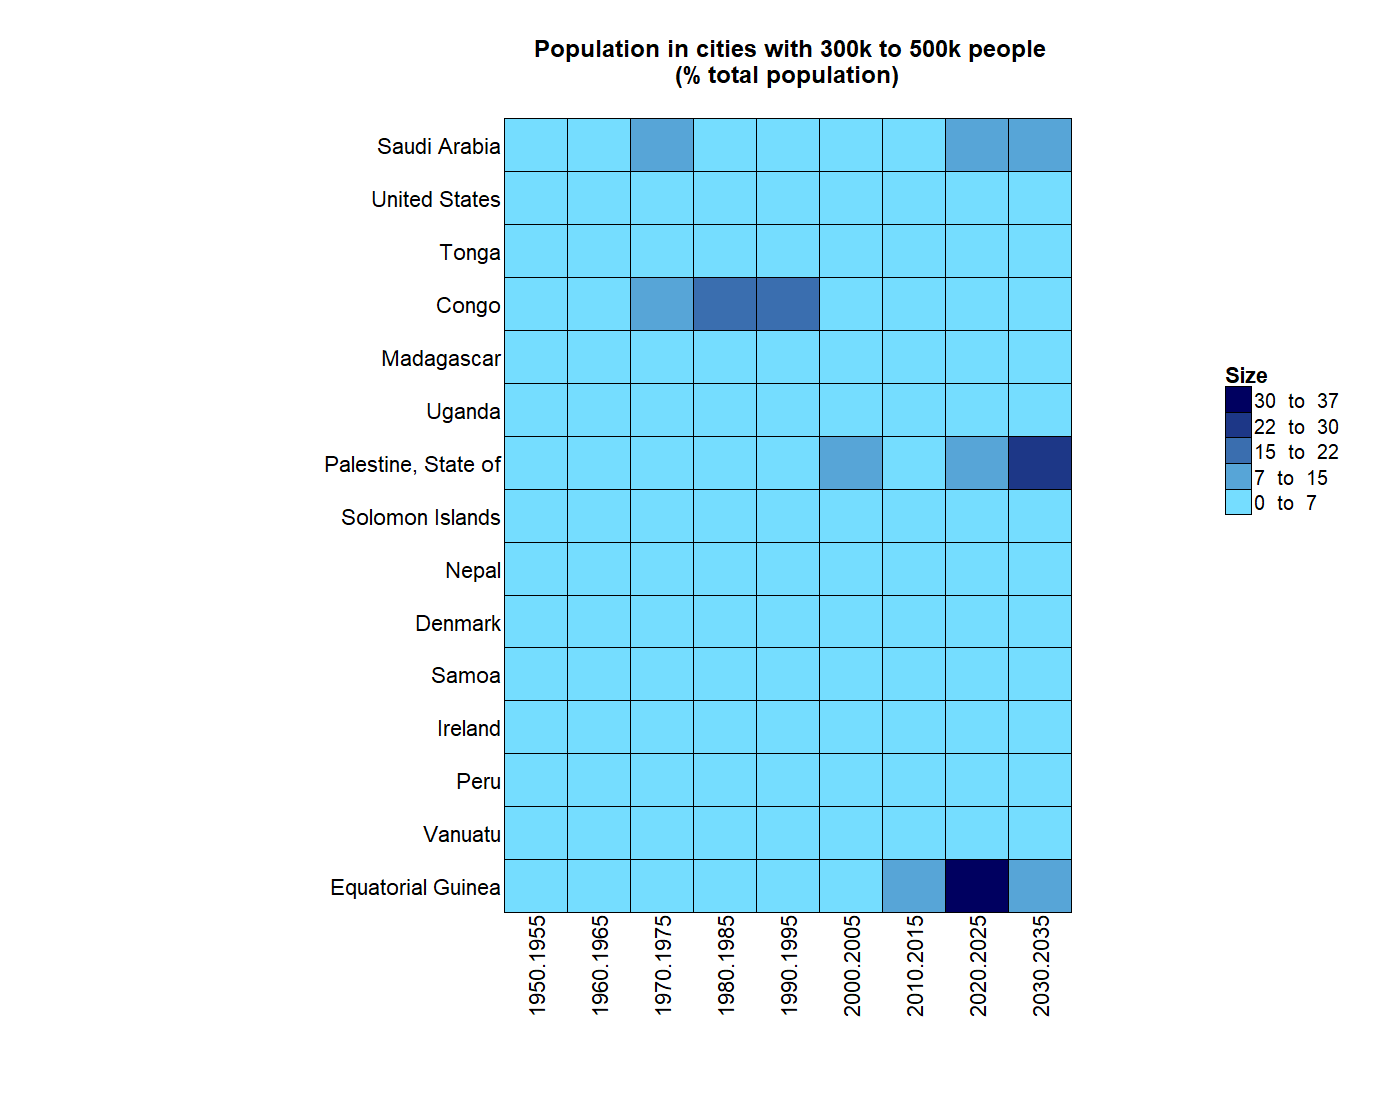 Population in cities with 300k to 500k people
(% total population)
Saudi Arabia
United States
Tonga
Congo
Madagascar
Uganda
Palestine, State of
Solomon Islands
Nepal
Denmark
Samoa
Ireland
Peru
Vanuatu
Equatorial Guinea
1950.1955
1960.1965
1970.1975
1980.1985
1990.1995
2000.2005
2010.2015
2020.2025
2030.2035
Size
30 to 37
22 to 30
15 to 22
7 to 15
0 to 7